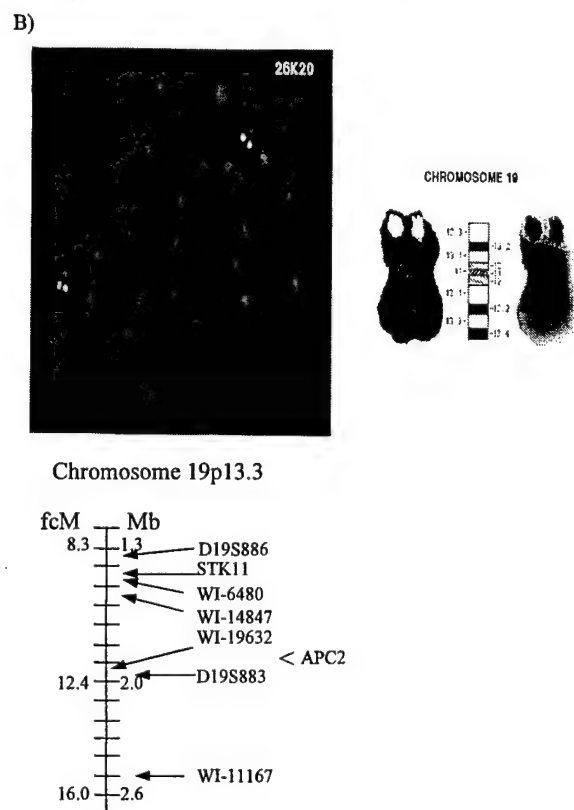 B)
26K20
CHROMOSOME 19
Chromosome 19p13.3
fcM Mb
8.3 1.3
D19S886
STK11
WI-6480
WI-14847
WI-19632
< APC2
12.4 2.0
D19S883
WI-11167
16.0 2.6